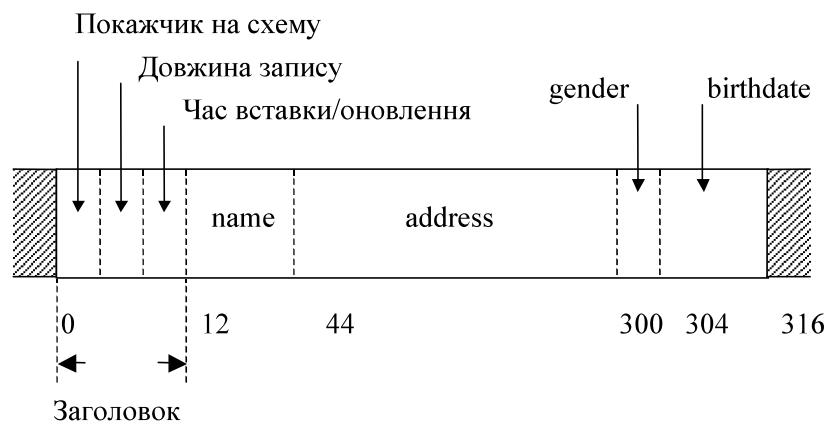 Покажчик на схему
Довжина запису
Час вставки/оновлення
gender
birthdate
name
address
0
12
44
300
304
316
Заголовок